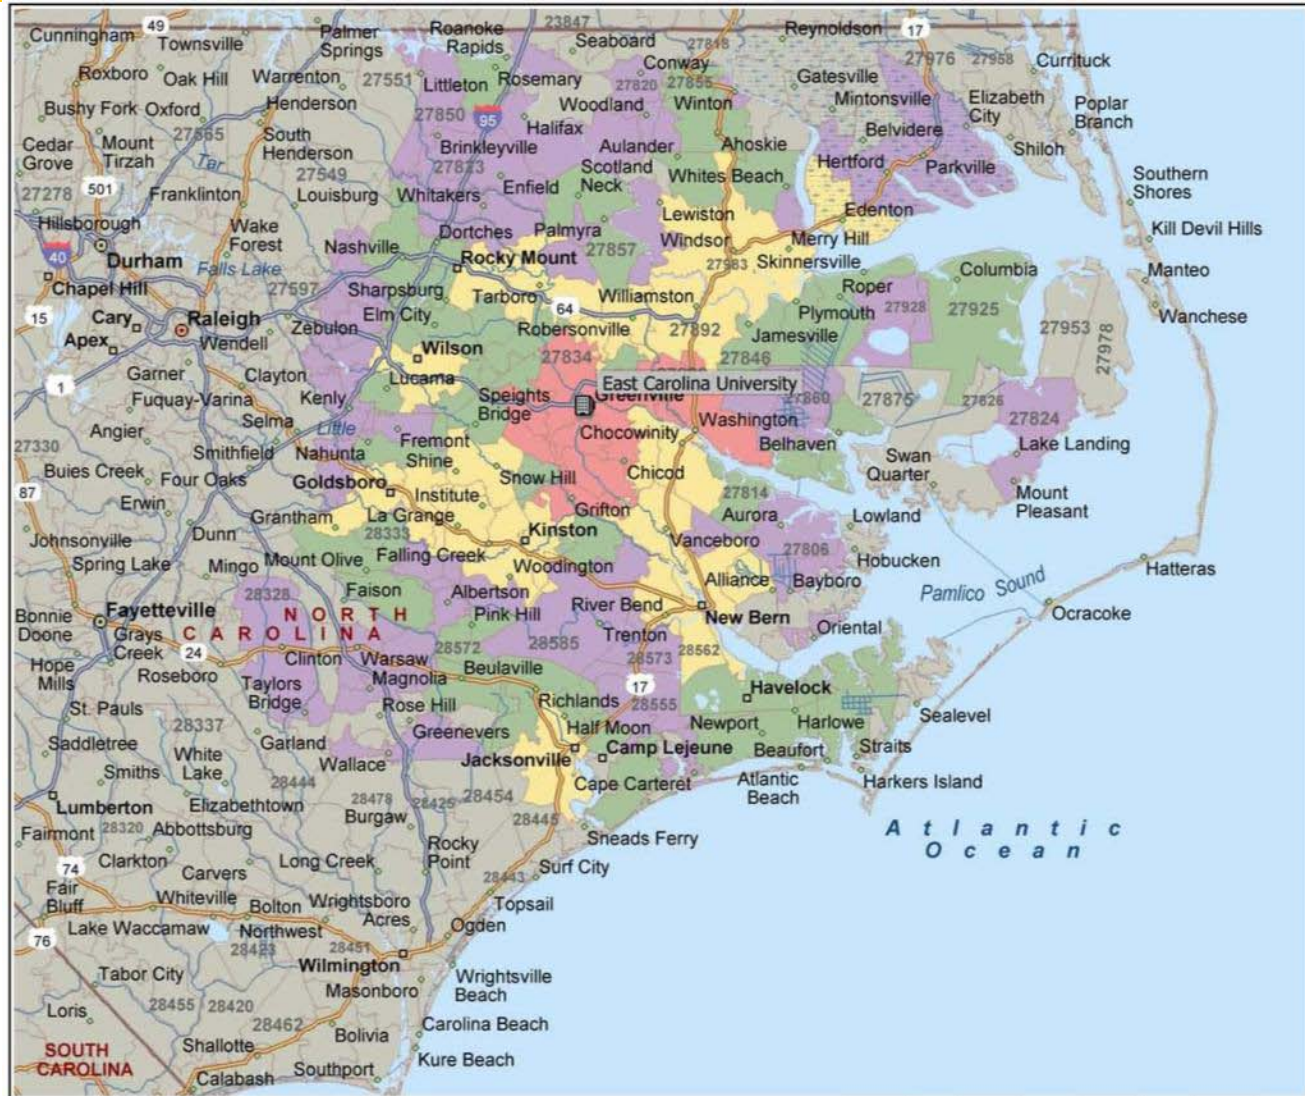 23847
49
Cunningham
Townsville
Palmer
Springs
Roanoke
Rapids
Seaboard
27818
Reynoldson
17
27976
27958
Currituck
Roxboro
Oak Hill
Warrenton
27551
Littleton
Rosemary
Conway
27820
27855
Gatesville
Bushy Fork
Oxford
Henderson
27850
95
Woodland
Winton
Mintonsville
Elizabeth
City
Poplar
Branch
Cedar
Grove
Mount
Tirzah
27565
South
Henderson
Halifax
Brinkleyville
Aulander
Ahoskie
Belvidere
Shiloh
Tar
27549
27823
Scotland
Neck
Hertford
Parkville
27278
501
Franklinton
Louisburg
Whitakers
Enfield
Whites Beach
Southern
Shores
Hillsborough
Wake
Forest
Nashville
Dortches
Palmyra
Lewiston
Edenton
Kill Devil Hills
40
Durham
Falls Lake
Rocky Mount
27857
Windsor
27983
Merry Hill
Skinnersville
Columbia
Manteo
Chapel Hill
27597
Sharpsburg
Tarboro
64
Williamston
Roper
27928
27925
Wanchese
15
Cary
Raleigh
Zebulon
Elm City
Robersonville
27892
Plymouth
Jamesville
27953
27978
Apex
Wendell
Wilson
27834
27846
1
Garner
Clayton
Lucama
East Carolina University
Fuquay-Varina
Kenly
Speights
Bridge
Greenville
27860
27875
27826
27824
Angier
Selma
Little
Washington
27330
Smithfield
Nahunta
Fremont
Shine
Chocowinity
Belhaven
Swan
Quarter
Lake Landing
Buies Creek
Four Oaks
Goldsboro
Snow Hill
Chicod
87
Erwin
Institute
27814
Mount
Pleasant
Grantham
La Grange
Grifton
Aurora
Lowland
Johnsonville
Dunn
28333
Kinston
Vanceboro
27806
Hobucken
Spring Lake
Mingo
Mount Olive
Falling Creek
Woodington
Alliance
Bayboro
Pamlico Sound
Hatteras
28328
Faison
Albertson
Bonnie
Doone
Fayetteville
NORTH
CAROLINA
Pink Hill
River Bend
New Bern
Ocracoke
Grays
Creek
24
Clinton
Warsaw
28572
28585
Trenton
28573
28562
Oriental
Hope
Mills
Roseboro
Taylors
Bridge
Magnolia
Beulaville
17
Havelock
St. Pauls
Rose Hill
Richlands
28555
Sealevel
28337
Garland
Greenevers
Half Moon
Newport
Harlowe
Saddletree
White
Lake
Wallace
Jacksonville
Camp Lejeune
Beaufort
Straits
Smiths
28444
Cape Carteret
Atlantic
Beach
Harkers Island
Lumberton
Elizabethtown
28478
28425
28454
28445
Fairmont
28320
Abbottsburg
Burgaw
Sheads Ferry
Atlantic
Ocean
74
Clarkton
Carvers
Long Creek
Rocky
Point
28443
Surf City
Fair
Bluff
Whiteville
Bolton
Wrightsboro
Acres
Topsail
76
Lake Waccamaw
Northwest
28423
28451
Ogden
Tabor City
Wilmington
Wrightsville
Beach
Loris
28455
28420
Masonboro
28462
Bolivia
Carolina Beach
SOUTH
CAROLINA
Shallotte
Kure Beach
Calabash
Southport